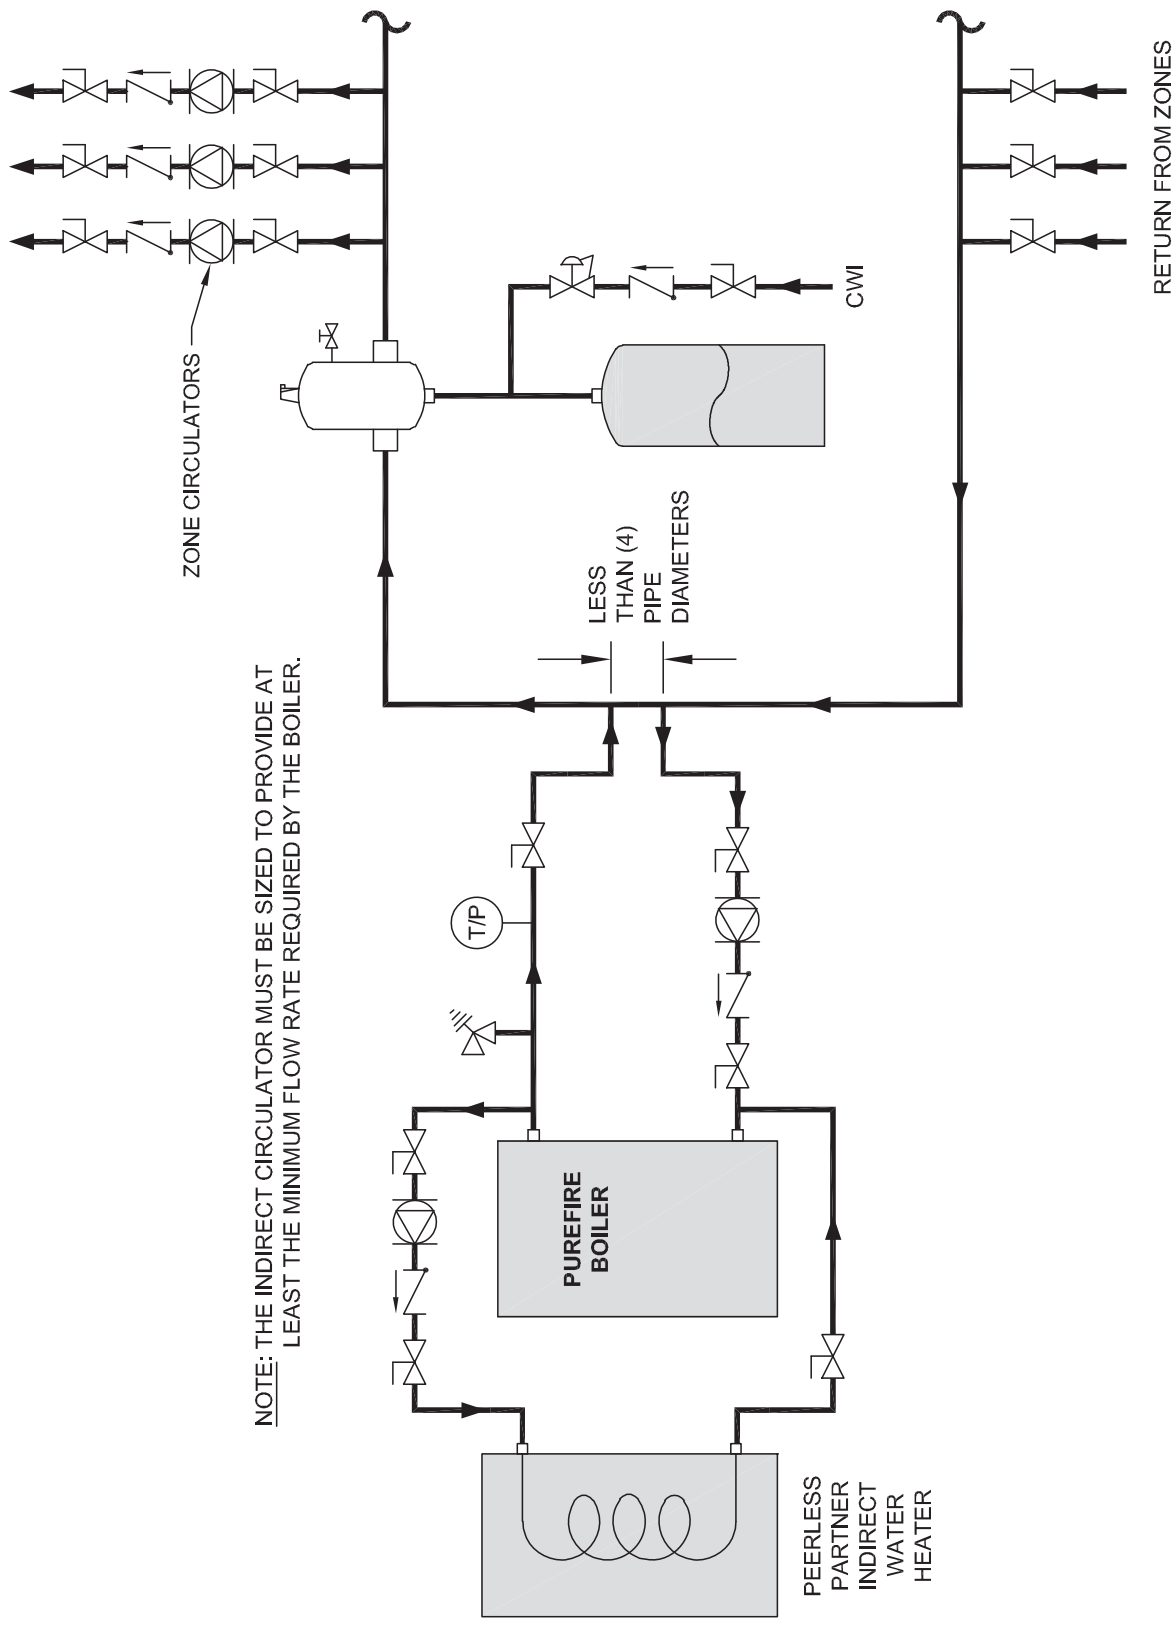 NOTE: THE INDIRECT CIRCULATOR MUST BE SIZED TO PROVIDE AT
LEAST THE MINIMUM FLOW RATE REQUIRED BY THE BOILER.
ZONE CIRCULATORS
T/P
PUREFIRE
BOILER
LESS
THAN (4)
PIPE
DIAMETERS
CWI
PEERLESS
PARTNER
INDIRECT
WATER
HEATER
RETURN FROM ZONES